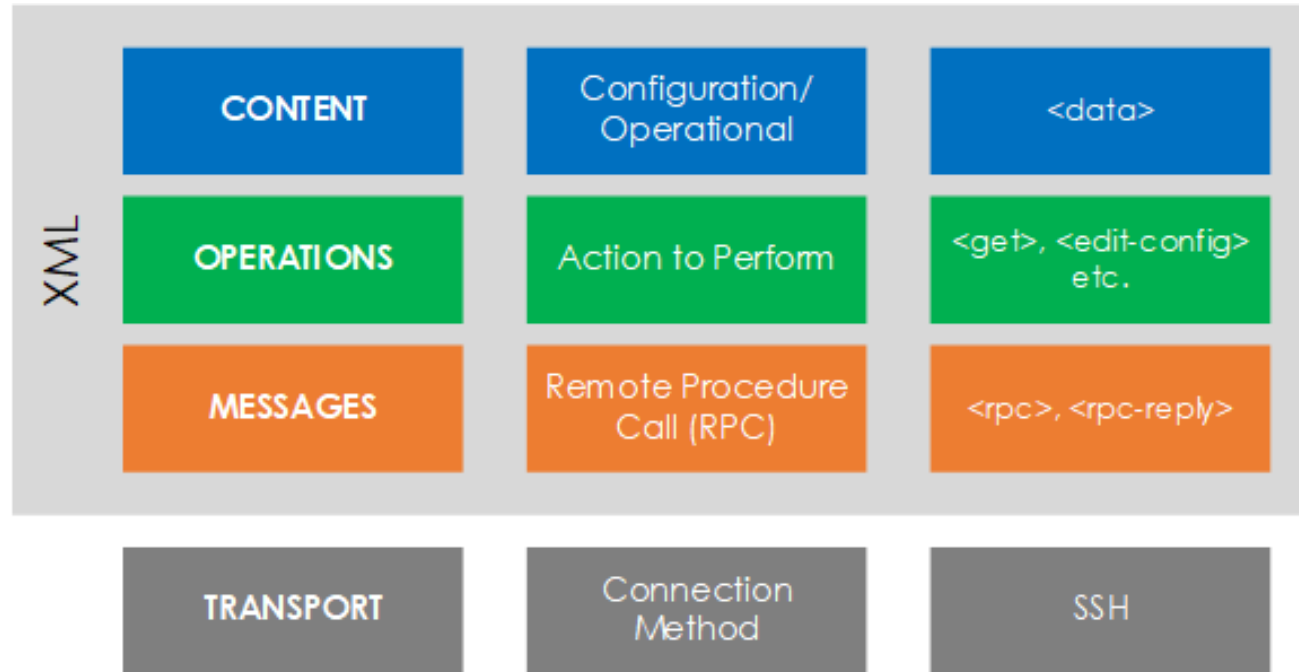 XML
CONTENT
Configuration/
Operational
<data>
OPERATIONS
Action to Perform
<get>, <edit-config>
etc.
MESSAGES
Remote Procedure
Call (RPC)
<rpc>, <rpc-reply>
TRANSPORT
Connection
Method
SSH